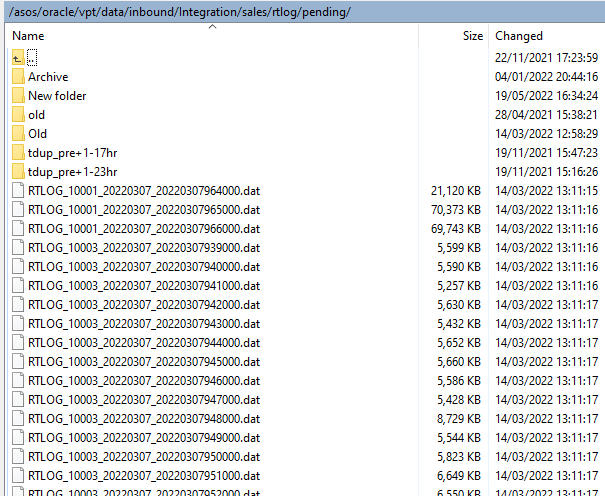 /asos/oracle/vpt/data/inbound/Integration/sales/rtlog/pending/
Name Size Changed
.. 22/11/2021 17:23:59
Archive 04/01/2022 20:44:16
New folder 19/05/2022 16:34:24
old 28/04/2021 15:38:21
Old 14/03/2022 12:58:29
tdup_pre+1-17hr 19/11/2021 15:47:23
tdup_pre+1-23hr 19/11/2021 15:16:26
RTLOG_10001_20220307_20220307964000.dat 21,120 KB 14/03/2022 13:11:15
RTLOG_10001_20220307_20220307965000.dat 70,373 KB 14/03/2022 13:11:16
RTLOG_10001_20220307_20220307966000.dat 69,743 KB 14/03/2022 13:11:16
RTLOG_10003_20220307_20220307939000.dat 5,599 KB 14/03/2022 13:11:16
RTLOG_10003_20220307_20220307940000.dat 5,590 KB 14/03/2022 13:11:16
RTLOG_10003_20220307_20220307941000.dat 5,257 KB 14/03/2022 13:11:16
RTLOG_10003_20220307_20220307942000.dat 5,630 KB 14/03/2022 13:11:17
RTLOG_10003_20220307_20220307943000.dat 5,432 KB 14/03/2022 13:11:17
RTLOG_10003_20220307_20220307944000.dat 5,652 KB 14/03/2022 13:11:17
RTLOG_10003_20220307_20220307945000.dat 5,660 KB 14/03/2022 13:11:17
RTLOG_10003_20220307_20220307946000.dat 5,586 KB 14/03/2022 13:11:17
RTLOG_10003_20220307_20220307947000.dat 5,428 KB 14/03/2022 13:11:17
RTLOG_10003_20220307_20220307948000.dat 8,729 KB 14/03/2022 13:11:17
RTLOG_10003_20220307_20220307949000.dat 5,544 KB 14/03/2022 13:11:17
RTLOG_10003_20220307_20220307950000.dat 5,823 KB 14/03/2022 13:11:17
RTLOG_10003_20220307_20220307951000.dat 6,649 KB 14/03/2022 13:11:17
RTLOG_10003_20220307_20220307952000.dat 6,550 KB 14/03/2022 13:11:17